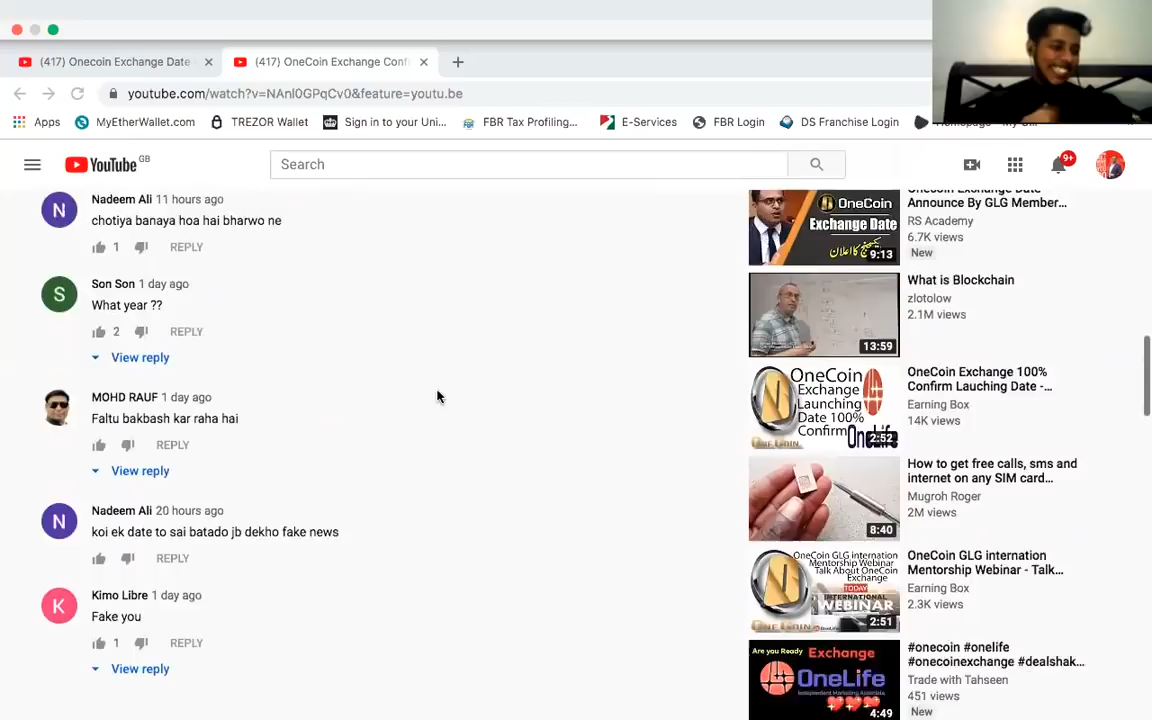 (417) Onecoin Exchange Date -
(417) OneCoin Exchange Conf
youtube.com/watch?v=NAnl0GPqCv0&feature=youtu.be
Apps
MyEtherWallet.com
TREZOR Wallet
Sign in to your Uni...
FBR Tax Profiling...
E-Services
FBR Login
DS Franchise Login
YouTube GB
Search
9+
Nadeem Ali 11 hours ago
chotiya banaya hoa hai bharwo ne
1 REPLY
Son Son 1 day ago
What year ??
2 REPLY
View reply
MOHD RAUF 1 day ago
Faltu bakbash kar raha hai
REPLY
View reply
Nadeem Ali 20 hours ago
koi ek date to sai batado jb dekho fake news
REPLY
Kimo Libre 1 day ago
Fake you
1 REPLY
View reply
OneCoin
Exchange Date
ایکسچینج کا اعلان
9:13
Onecoin Exchange Date
Announce By GLG Member...
RS Academy
6.7K views
New
13:59
What is Blockchain
zlotolow
2.1M views
OneCoin
Exchange
Launching
Date 100%
Confirm
OneLife
2:52
OneCoin Exchange 100%
Confirm Lauching Date -...
Earning Box
14K views
8:40
How to get free calls, sms and
internet on any SIM card...
Mugroh Roger
2M views
OneCoin GLG international
Mentorship Webinar
Talk About OneCoin
Exchange
TODAY
INTERNATIONAL
WEBINAR
2:51
OneCoin GLG internation
Mentorship Webinar - Talk...
Earning Box
2.3K views
Are you Ready Exchange
OneLife
Independent Marketing Associate
4:49
#onecoin #onelife
#onecoinexchange #dealshak...
Trade with Tahseen
451 views
New